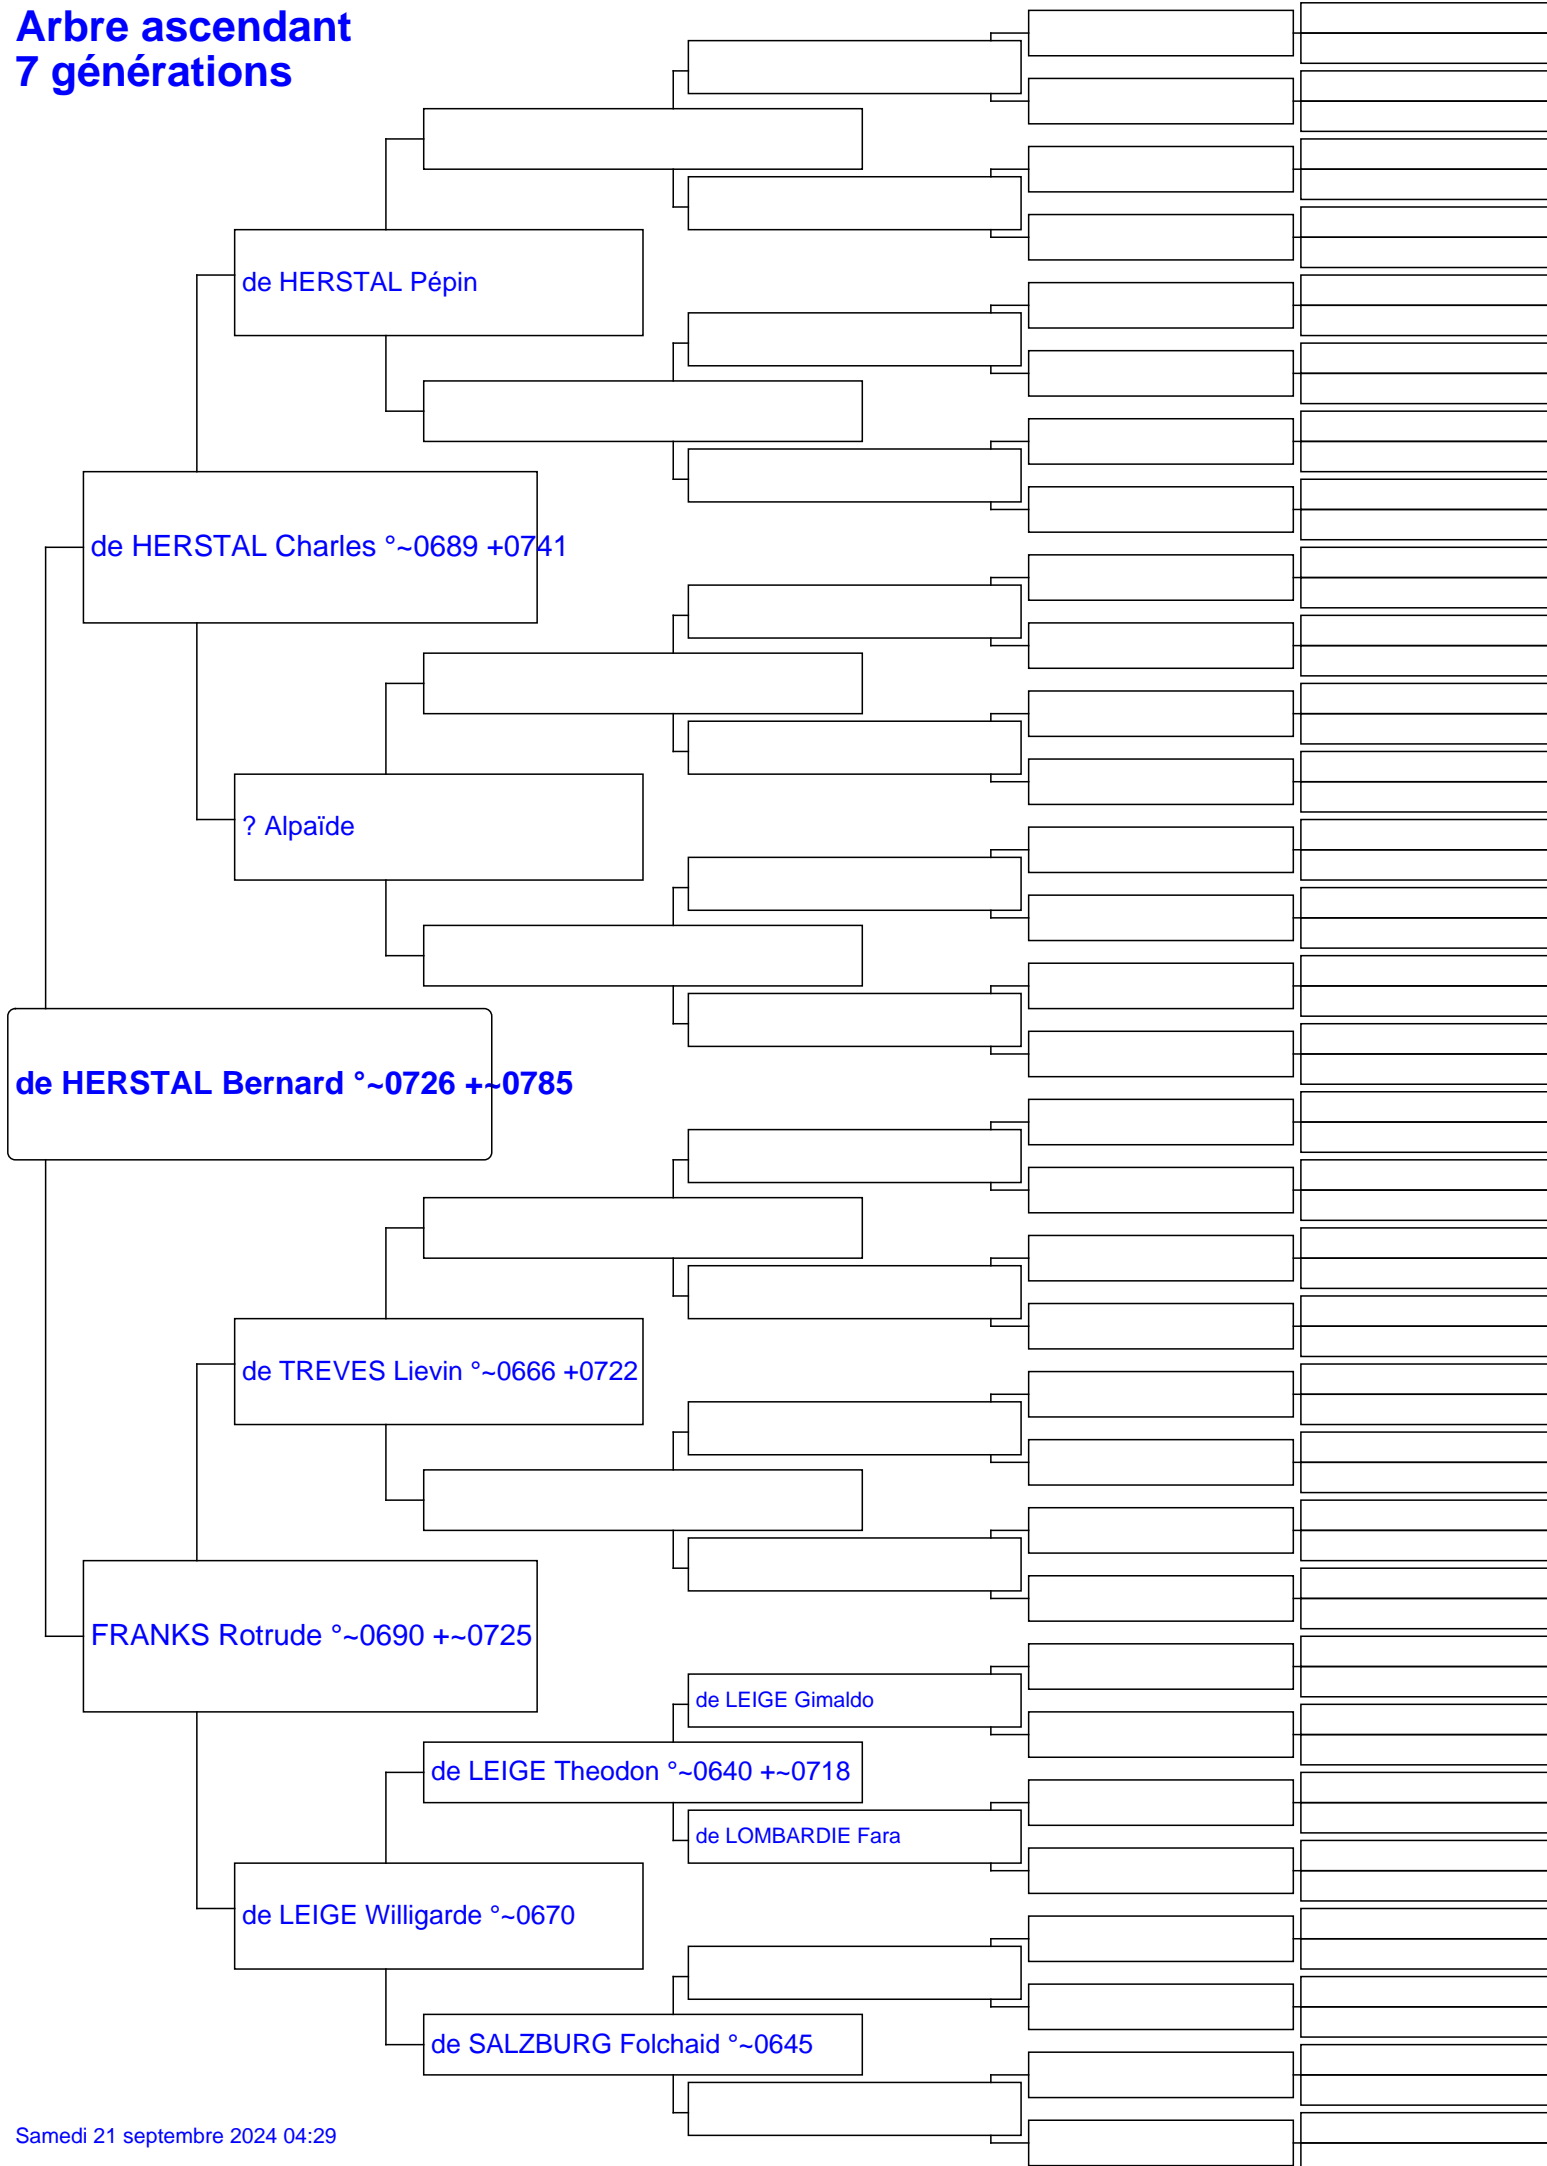 Arbre ascendant
7 générations
de HERSTAL Pépin
de HERSTAL Charles °~0689 +0741
? Alpaïde
de HERSTAL Bernard °~0726 +~0785
de TREVES Lievin °~0666 +0722
FRANKS Rotrude °~0690 +~0725
de LEIGE Gimaldo
de LEIGE Theodon °~0640 +~0718
de LOMBARDIE Fara
de LEIGE Willigarde °~0670
de SALZBURG Folchaid °~0645
Samedi 21 septembre 2024 04:29